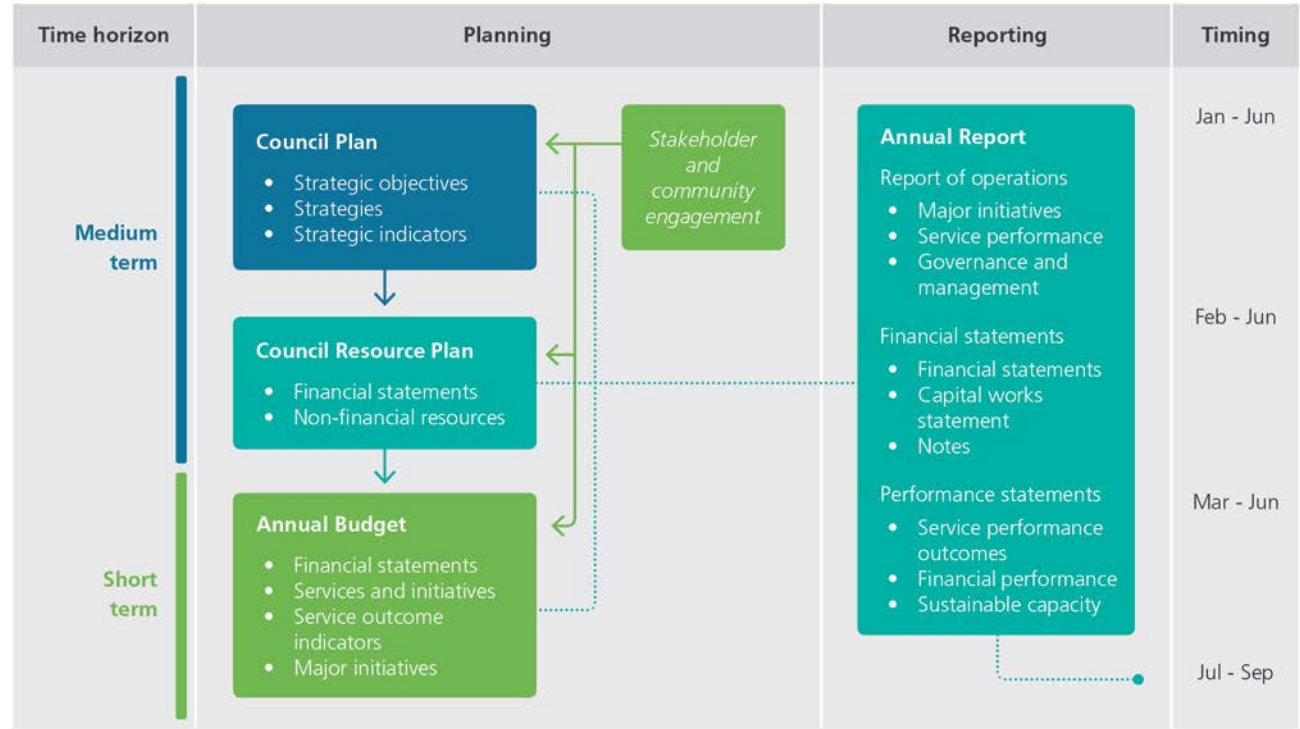 Time horizon
Planning
Reporting
Timing
Medium
term
Short
term
Council Plan
• Strategic objectives
• Strategies
• Strategic indicators
Stakeholder
and
community
engagement
Council Resource Plan
• Financial statements
• Non-financial resources
Annual Budget
• Financial statements
• Services and initiatives
• Service outcome
indicators
• Major initiatives
Annual Report
Report of operations
• Major initiatives
• Service performance
• Governance and
management
Financial statements
• Financial statements
• Capital works
statement
• Notes
Performance statements
• Service performance
outcomes
• Financial performance
• Sustainable capacity
Jan - Jun
Feb - Jun
Mar - Jun
Jul - Sep